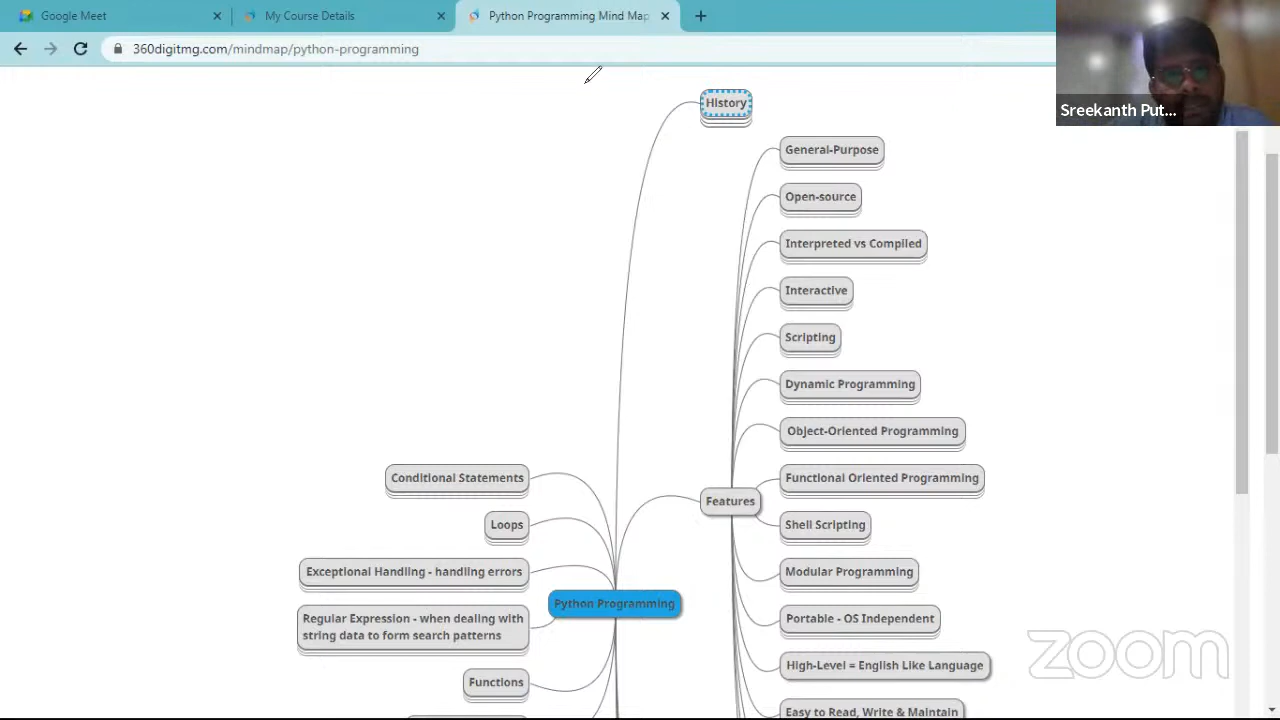 Google Meet
My Course Details
Python Programming Mind Map
360digitmg.com/mindmap/python-programming
Sreekanth Put...
History
General-Purpose
Open-source
Interpreted vs Compiled
Interactive
Scripting
Dynamic Programming
Object-Oriented Programming
Functional Oriented Programming
Shell Scripting
Modular Programming
Portable - OS Independent
High-Level = English Like Language
Easy to Read, Write & Maintain
Features
Conditional Statements
Loops
Exceptional Handling - handling errors
Python Programming
Regular Expression - when dealing with
string data to form search patterns
Functions
zoom